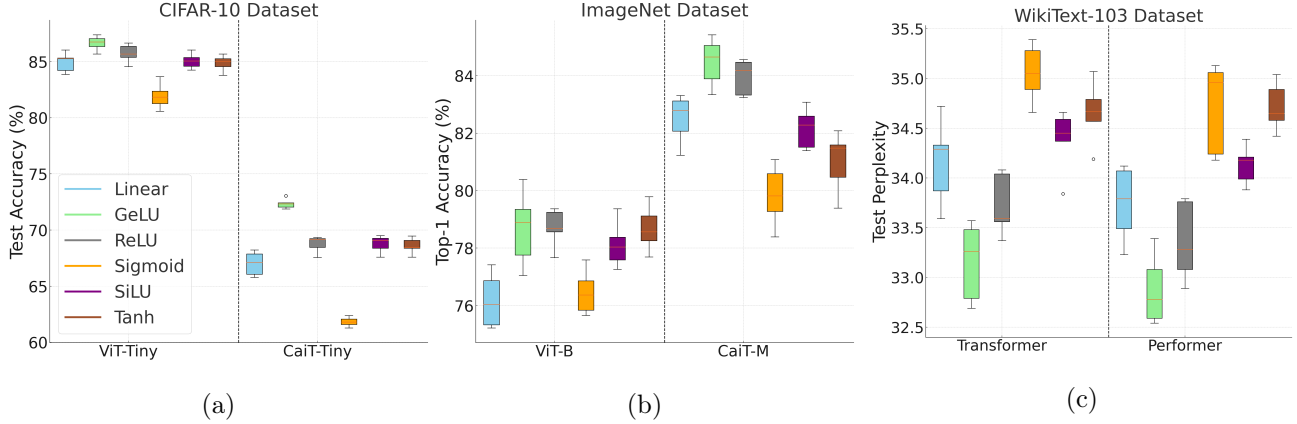 CIFAR-10 Dataset
Test Accuracy (%)
85
80
75
70
65
60
Linear
GeLU
ReLU
Sigmoid
SiLU
Tanh
ViT-Tiny
CaiT-Tiny
(a)
ImageNet Dataset
Top-1 Accuracy (%)
84
82
80
78
76
ViT-B
CaiT-M
(b)
WikiText-103 Dataset
Test Perplexity
35.5
35.0
34.5
34.0
33.5
33.0
32.5
Transformer
Performer
(c)